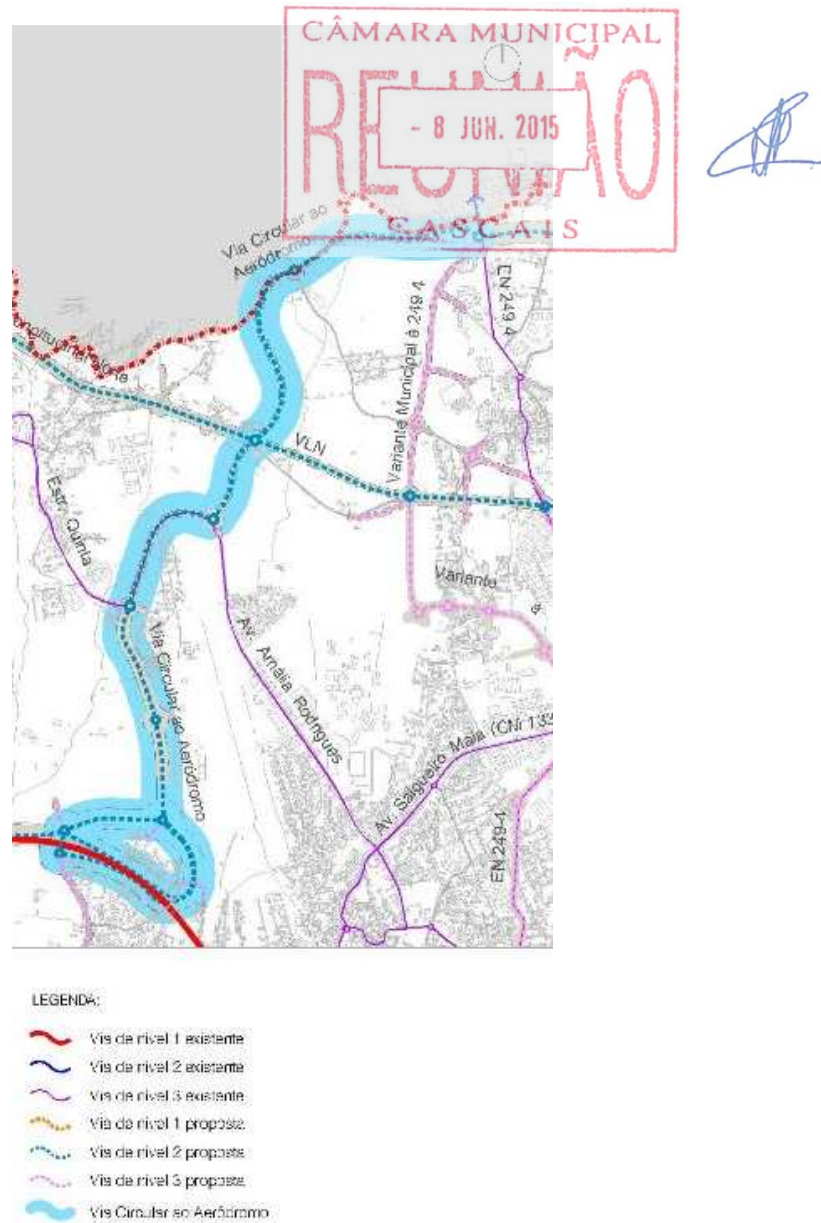 CÂMARA MUNICIPAL
REUNIÃO
- 8 JUN. 2015
CASCAIS
Via Circular ao
Aeródromo
EN 249 4
Variante Municipal à 249 4
VLN
Estr. Quinta
Variante
à
Via Circular ao Aeródromo
Av. Amália Rodrigues
Av. Salgueiro Maia (CM 133
EN 249-4
LEGENDA:
Via de nível 1 existente
Via de nível 2 existente
Via de nível 3 existente
Via de nível 1 proposta
Via de nível 2 proposta
Via de nível 3 proposta
Via Circular ao Aeródromo